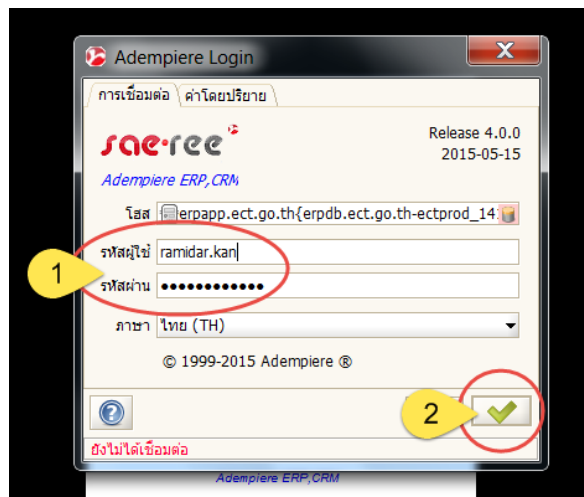 Adempiere Login
การเชื่อมต่อ ค่าโดยปริยาย
sae·ree
Release 4.0.0
2015-05-15
Adempiere ERP,CRM
โฮส erpapp.ect.go.th{erpdb.ect.go.th-ectprod_141
รหัสผู้ใช้ ramidar.kan
1
รหัสผ่าน ●●●●●●●●●●●●
ภาษา ไทย (TH)
© 1999-2015 Adempiere ®
2
ยังไม่ได้เชื่อมต่อ
Adempiere ERP,CRM